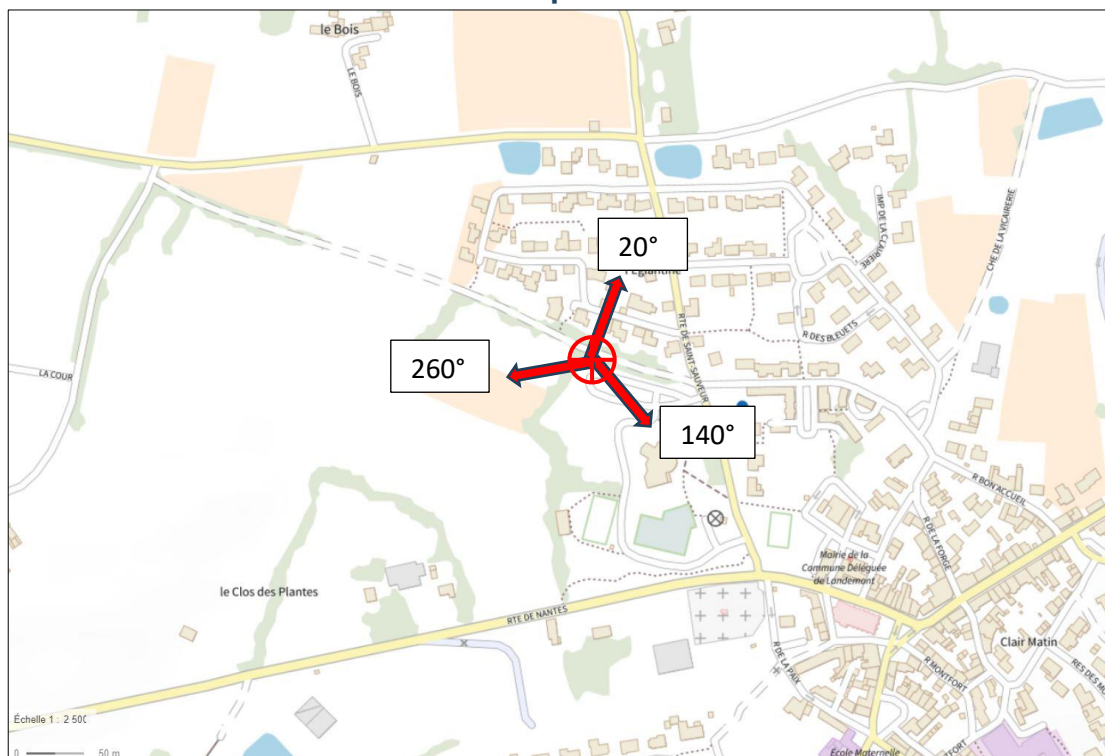 le Bois
LE BOIS
IMP DE LA CLAIRIERE
CHE DE LA VICAIRERIE
20°
l'Eglantine
RTE DE SAINT-SAUVEUR
R DES BLEUETS
260°
LA COUR
140°
R BON ACCUEIL
R DE LA FORGE
Mairie de la
Commune Déléguée
de Landemont
le Clos des Plantes
RTE DE NANTES
Clair Matin
R DE LA PAIX
R MONTFORT
RES DES
Échelle 1 : 2 500
0
50 m
École Maternelle
MONTFORT